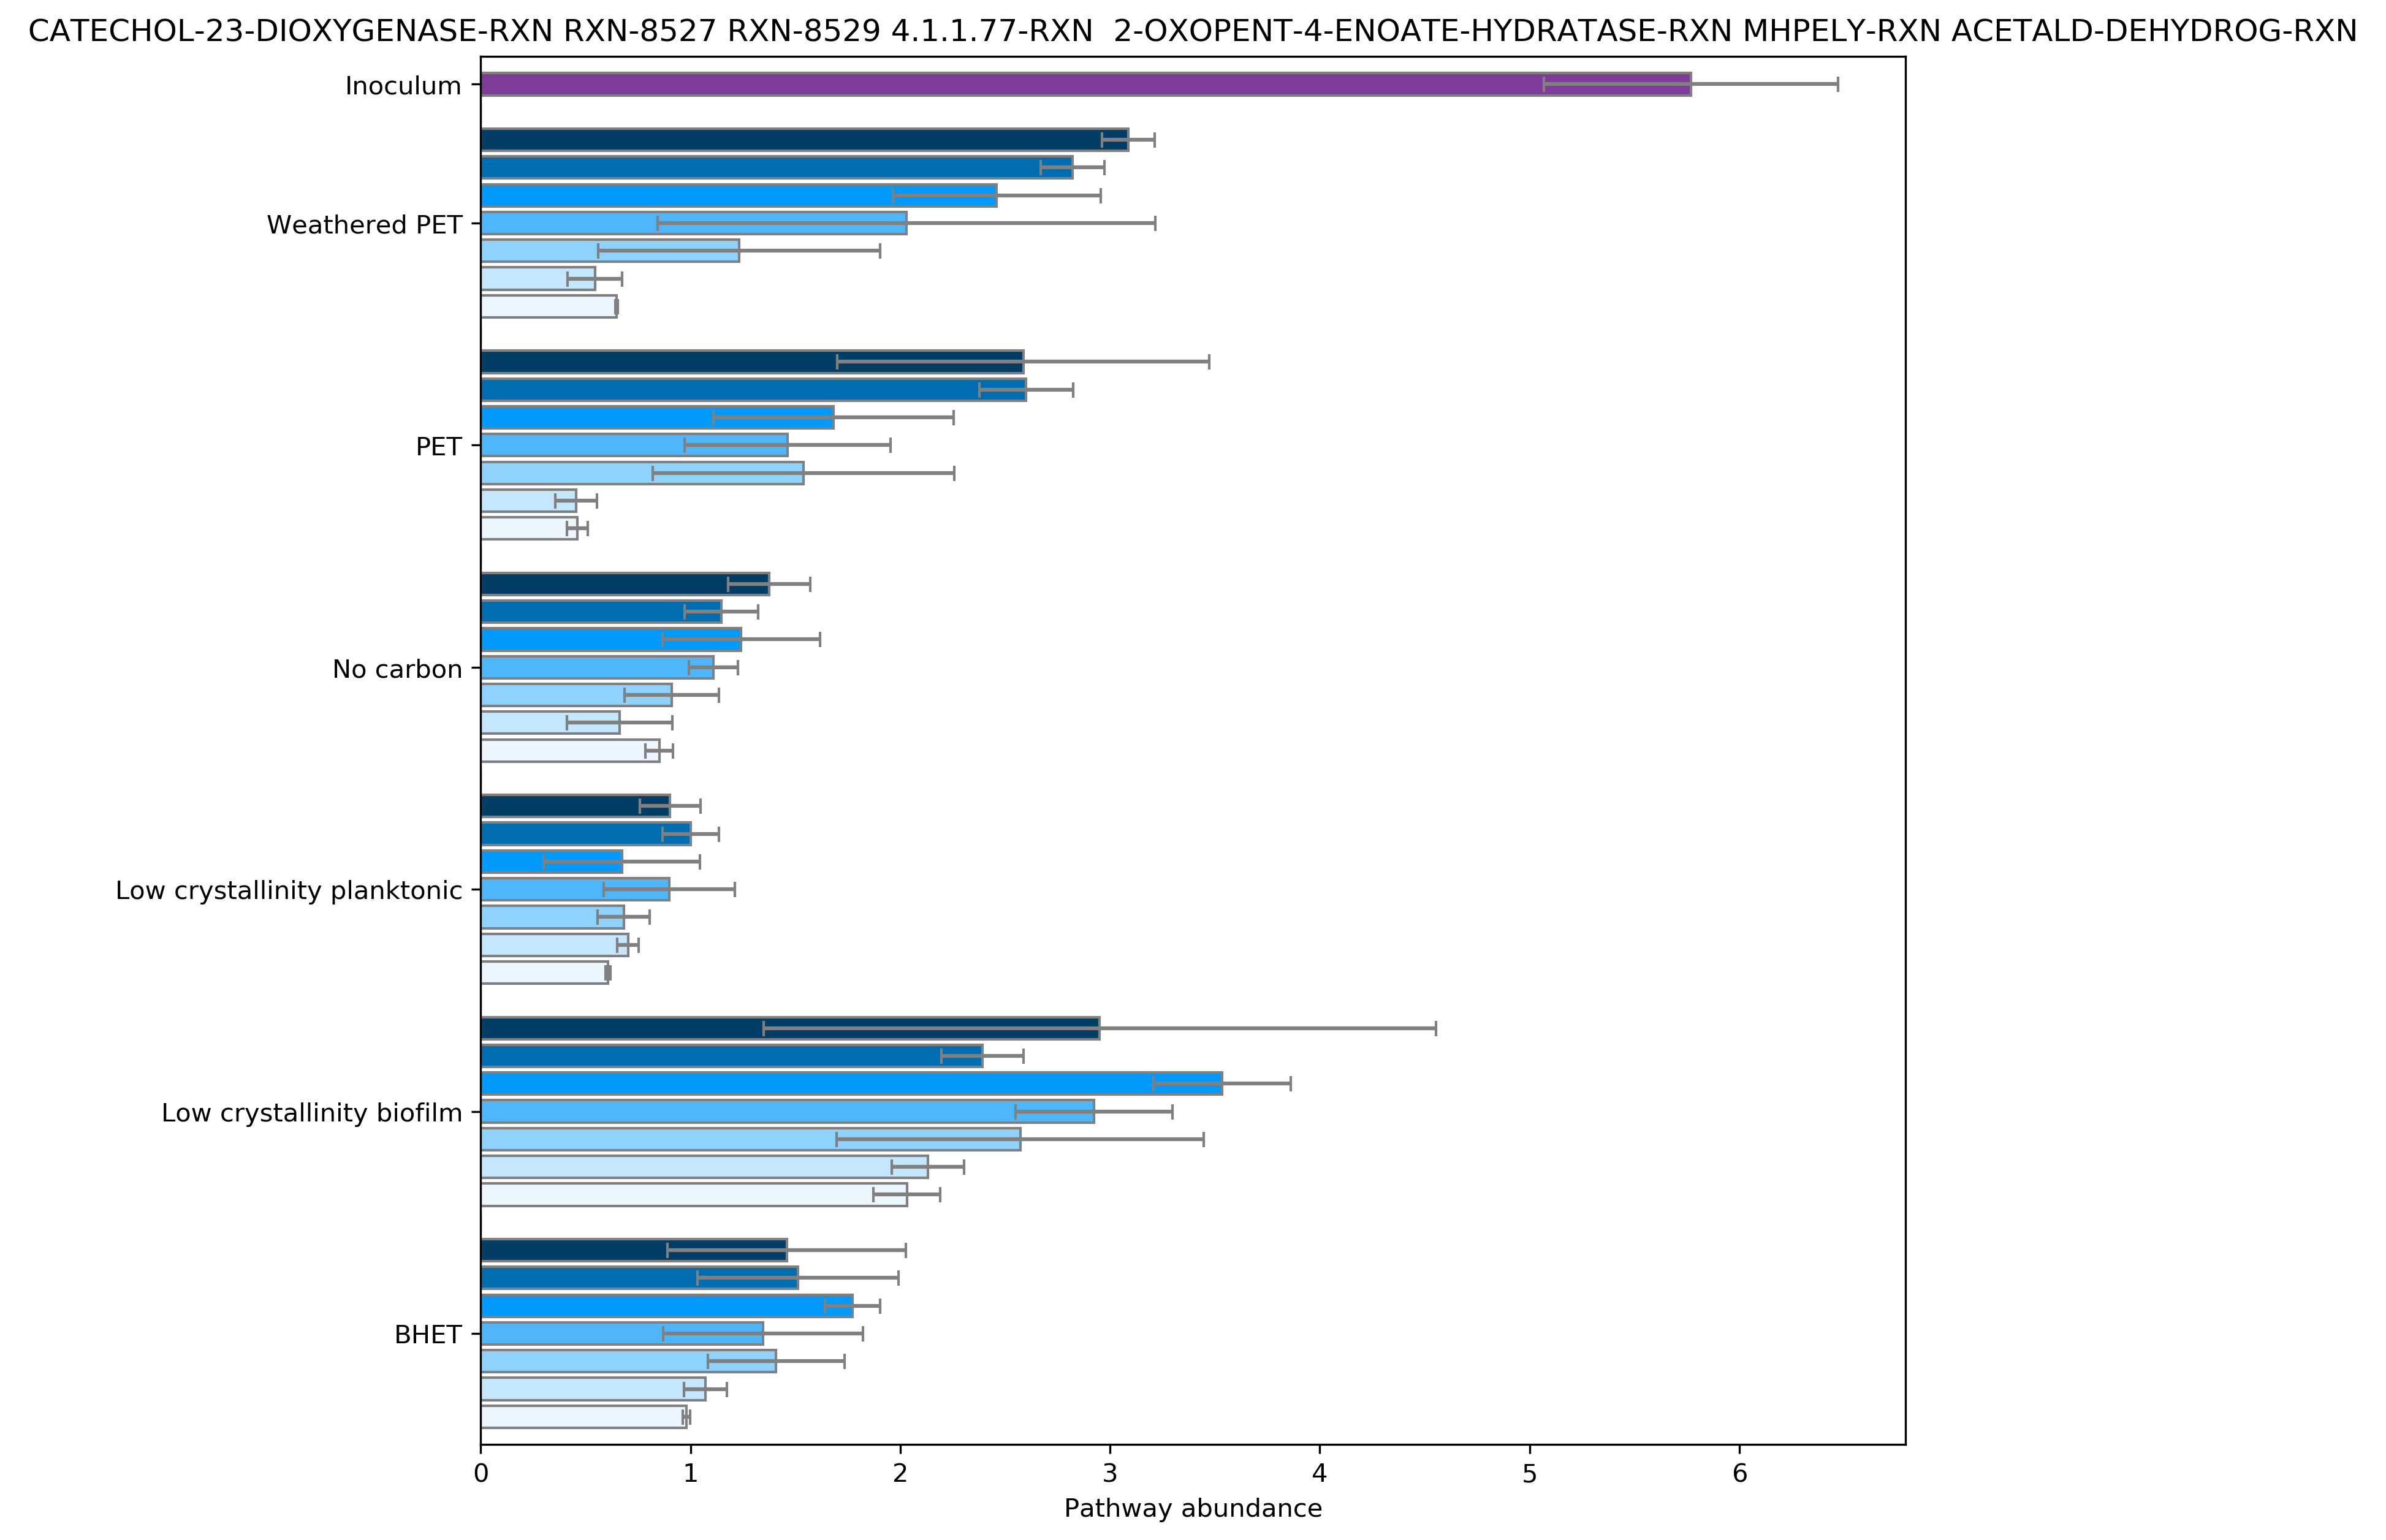 CATECHOL-23-DIOXYGENASE-RXN RXN-8527 RXN-8529 4.1.1.77-RXN  2-OXOPENT-4-ENOATE-HYDRATASE-RXN MHPELY-RXN ACETALD-DEHYDROG-RXN
Inoculum
Weathered PET
PET
No carbon
Low crystallinity planktonic
Low crystallinity biofilm
BHET
0 1 2 3 4 5 6
Pathway abundance